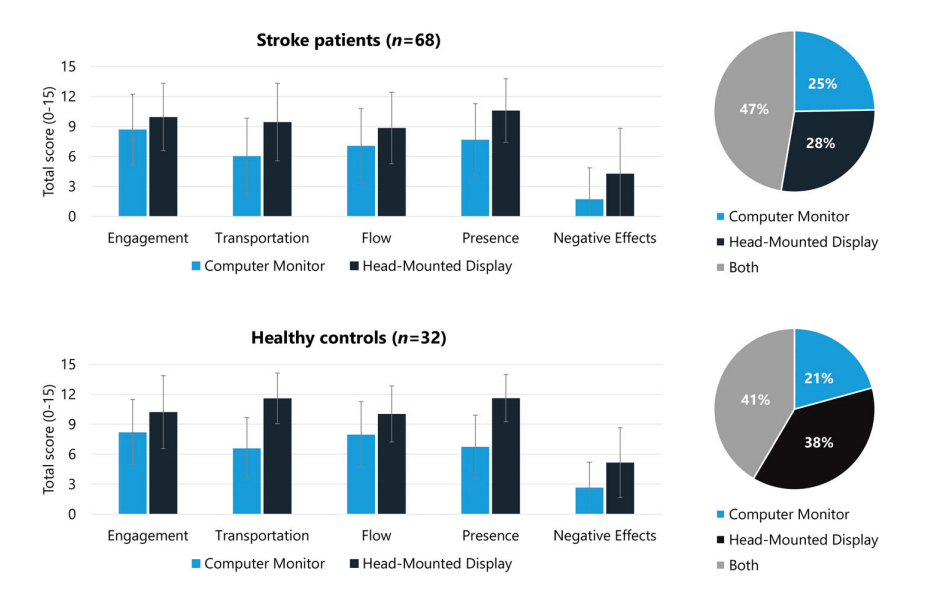 Stroke patients (n=68)
Total score (0-15)
15
12
9
6
3
0
Engagement Transportation Flow Presence Negative Effects
Computer Monitor Head-Mounted Display
25%
47%
28%
Computer Monitor
Head-Mounted Display
Both
Healthy controls (n=32)
Total score (0-15)
15
12
9
6
3
0
Engagement Transportation Flow Presence Negative Effects
Computer Monitor Head-Mounted Display
21%
41%
38%
Computer Monitor
Head-Mounted Display
Both